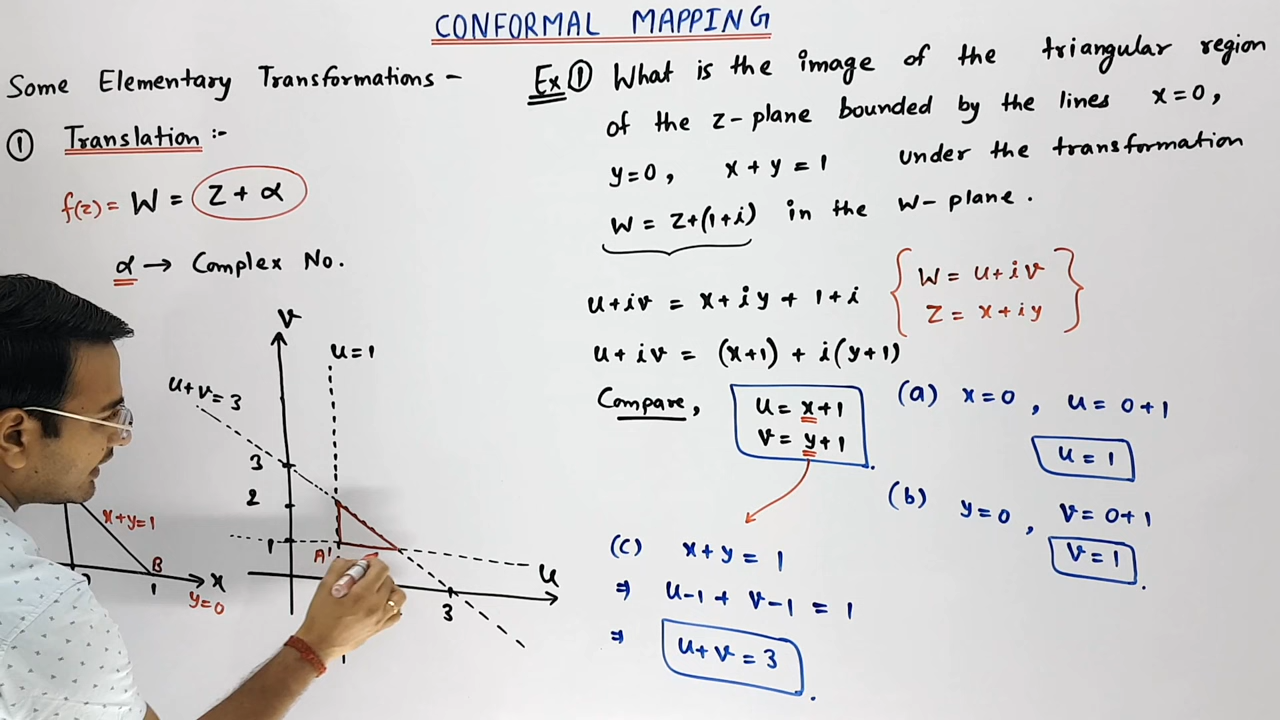 CONFORMAL MAPPING
Some Elementary Transformations -
① Translation :-
f(z) = W = Z + α
α → Complex No.
V
u = 1
u+v = 3
3
2
1
A'
3
U
x+y=1
B
1
X
y=0
Ex ① What is the image of the triangular region
of the z-plane bounded by the lines x=0,
y=0, x+y = 1 under the transformation
W = Z+(1+i) in the W-plane.
u+iv = x+iy + 1+i
{ W = u+iv
Z = x+iy }
u+iv = (x+1) + i(y+1)
Compare,
u = x+1
v = y+1
(a) x=0, u = 0+1
u = 1
(b) y=0, v = 0+1
v = 1
(c) x+y = 1
⇒ u-1 + v-1 = 1
⇒ u+v = 3